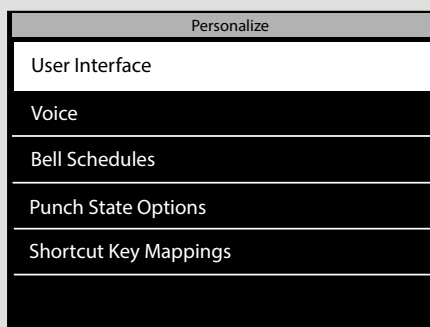 Personalize
User Interface
Voice
Bell Schedules
Punch State Options
Shortcut Key Mappings